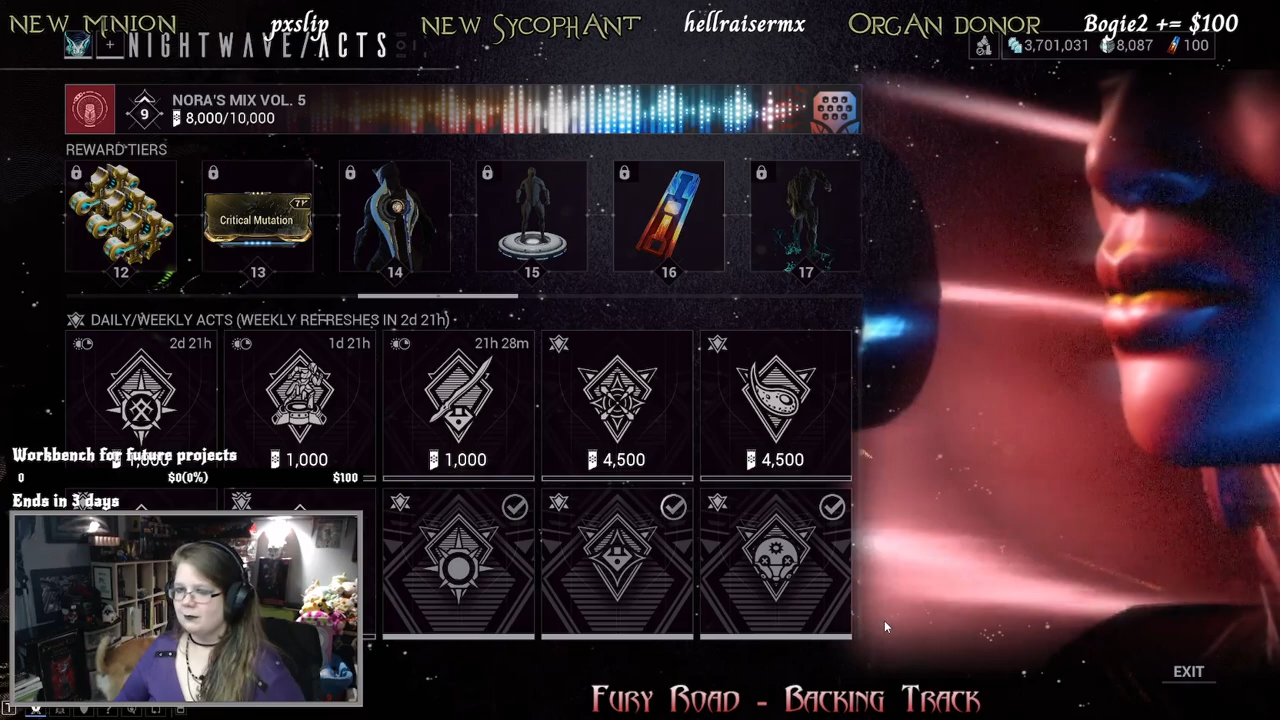 NEW MINION pxslip NEW SYCOPHANT hellraisermx ORGAN DONOR Bogie2 += $100
+ NIGHTWAVE/ACTS 3,701,031 8,087 100
9 NORA'S MIX VOL. 5
8,000/10,000
REWARD TIERS
Critical Mutation 7
12 13 14 15 16 17
DAILY/WEEKLY ACTS (WEEKLY REFRESHES IN 2d 21h)
2d 21h 1d 21h 21h 28m
1,000 1,000 1,000 4,500 4,500
Workbench for future projects
0 $0(0%) $100
Ends in 3 days
EXIT
Fury Road - Backing Track